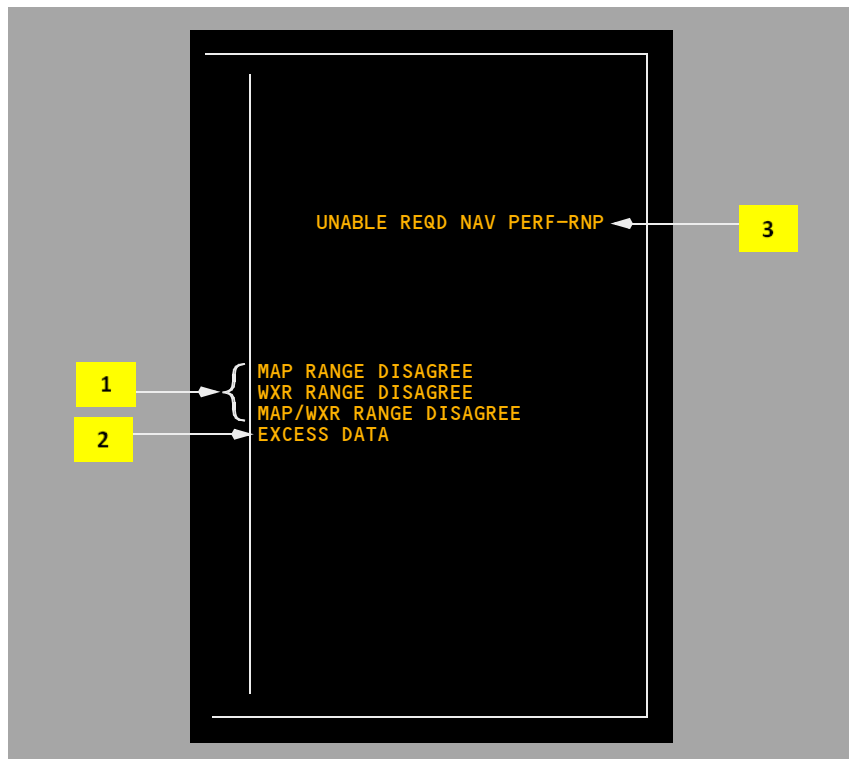 UNABLE REQD NAV PERF-RNP
3
MAP RANGE DISAGREE
1
WXR RANGE DISAGREE
MAP/WXR RANGE DISAGREE
2
EXCESS DATA